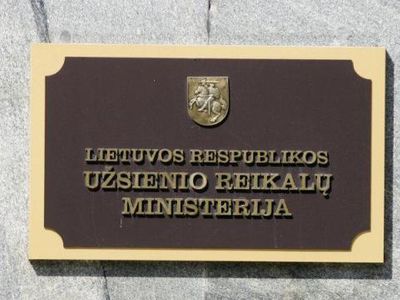 LIETUVOS RESPUBLIKOS
UŽSIENIO REIKALŲ
MINISTERIJA